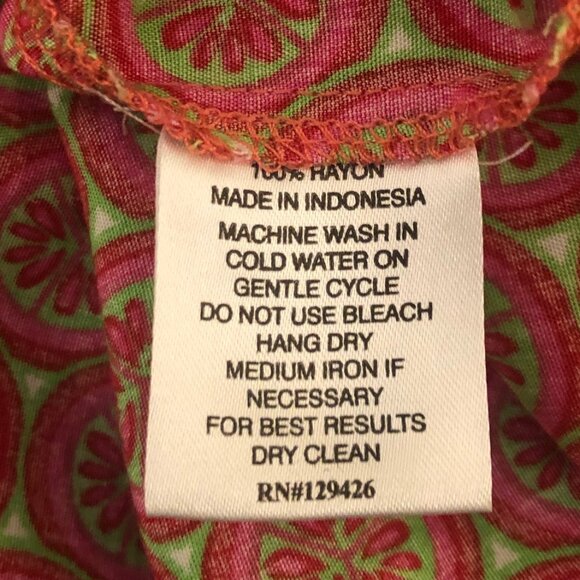 100% RAYON
MADE IN INDONESIA
MACHINE WASH IN
COLD WATER ON
GENTLE CYCLE
DO NOT USE BLEACH
HANG DRY
MEDIUM IRON IF
NECESSARY
FOR BEST RESULTS
DRY CLEAN
RN#129426